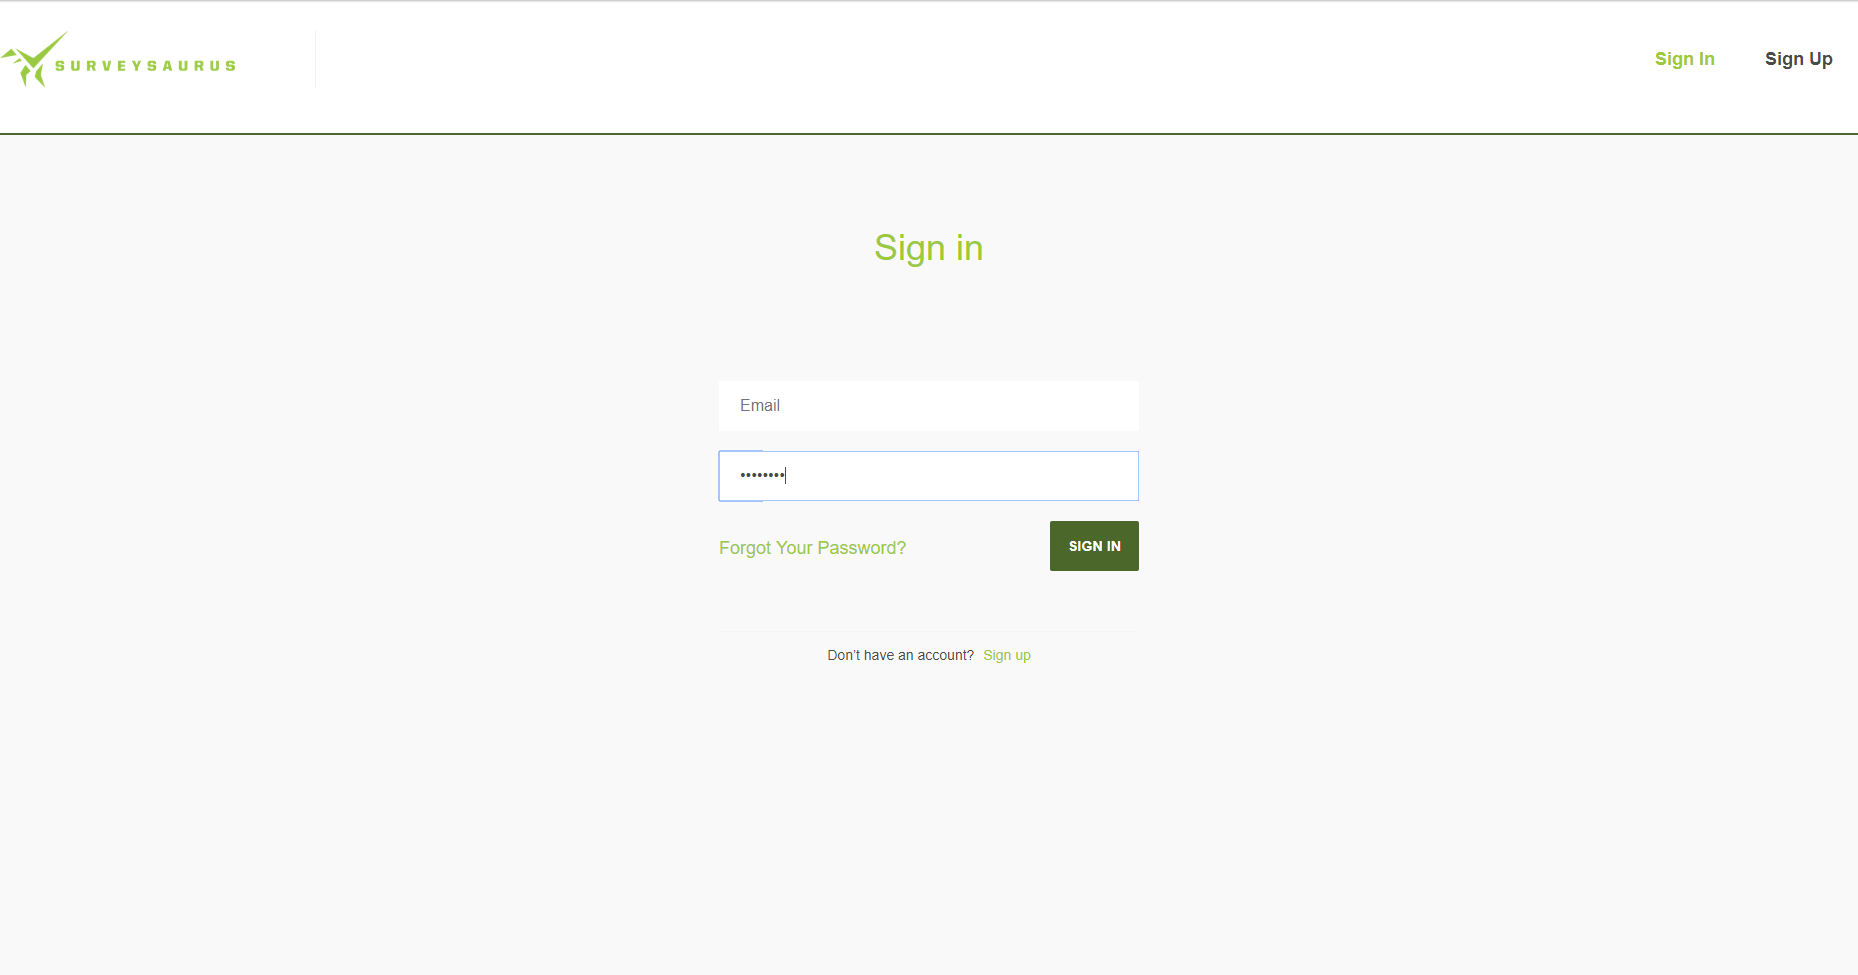 SURVEYSAURUS
Sign In
Sign Up
Sign in
Email
••••••••
Forgot Your Password?
SIGN IN
Don't have an account? Sign up